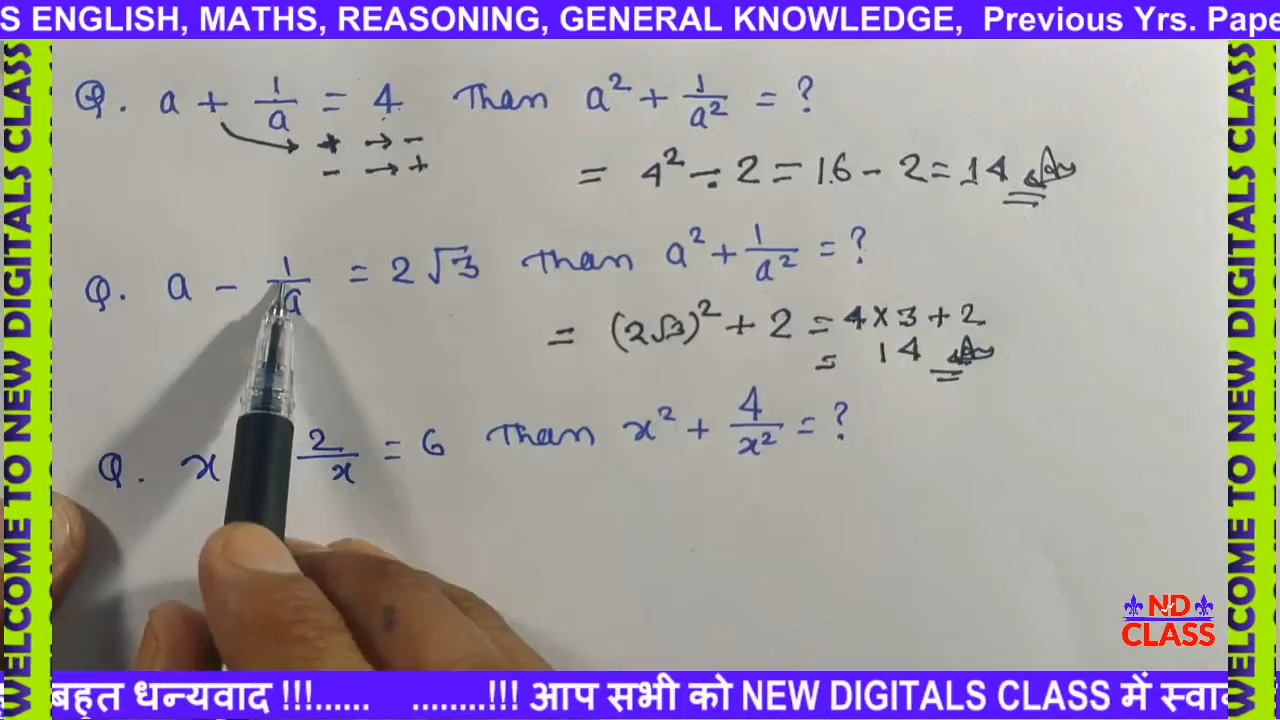 S ENGLISH, MATHS, REASONING, GENERAL KNOWLEDGE, Previous Yrs. Pape
WELCOME TO NEW DIGITALS CLASS
Q. a + 1/a = 4 Than a² + 1/a² = ?
+ → -
- → +
= 4² - 2 = 16 - 2 = 14 Ans
Q. a - 1/a = 2√3 Than a² + 1/a² = ?
= (2√3)² + 2 = 4 × 3 + 2
= 14 Ans
Q. x 2/x = 6 Than x² + 4/x² = ?
ND
CLASS
WELCOME TO NEW DIGITALS CLASS
बहुत धन्यवाद !!!...... ........!!! आप सभी को NEW DIGITALS CLASS में स्वा